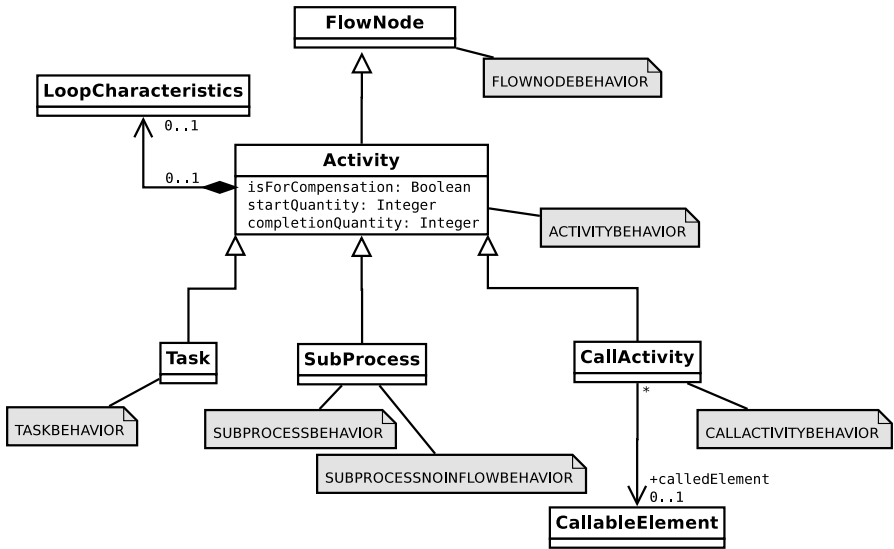 FlowNode
FLOWNODEBEHAVIOR
LoopCharacteristics
0..1
0..1
Activity
isForCompensation: Boolean
startQuantity: Integer
completionQuantity: Integer
ACTIVITYBEHAVIOR
Task
SubProcess
CallActivity
*
TASKBEHAVIOR
SUBPROCESSBEHAVIOR
CALLACTIVITYBEHAVIOR
SUBPROCESSNOINFLOWBEHAVIOR
+calledElement
0..1
CallableElement